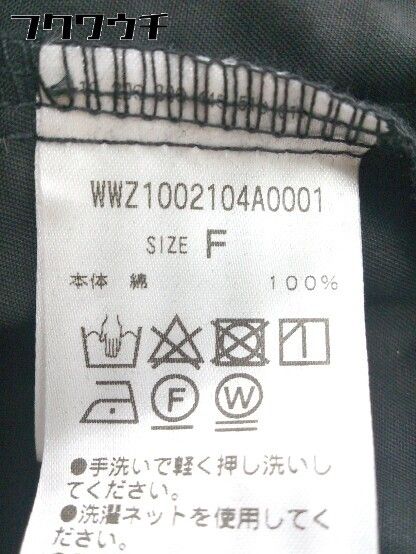 フクワウチ
WWZ1002104A0001
SIZE F
本体 綿 100%
F W
●手洗いで軽く押し洗いし
てください。
●洗濯ネットを使用してく
ださい。